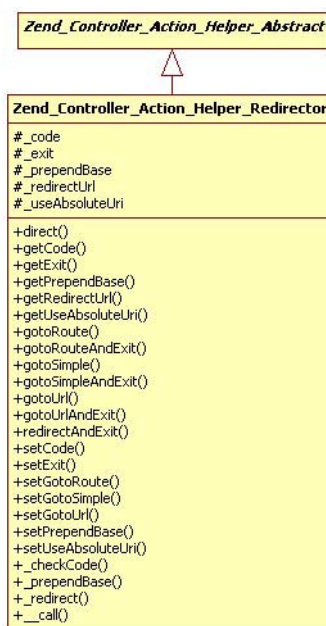 Zend_Controller_Action_Helper_Abstract
Zend_Controller_Action_Helper_Redirector
#_code
#_exit
#_prependBase
#_redirectUrl
#_useAbsoluteUri
+direct()
+getCode()
+getExit()
+getPrependBase()
+getRedirectUrl()
+getUseAbsoluteUri()
+gotoRoute()
+gotoRouteAndExit()
+gotoSimple()
+gotoSimpleAndExit()
+gotoUrl()
+gotoUrlAndExit()
+redirectAndExit()
+setCode()
+setExit()
+setGotoRoute()
+setGotoSimple()
+setGotoUrl()
+setPrependBase()
+setUseAbsoluteUri()
+_checkCode()
+_prependBase()
+_redirect()
+__call()